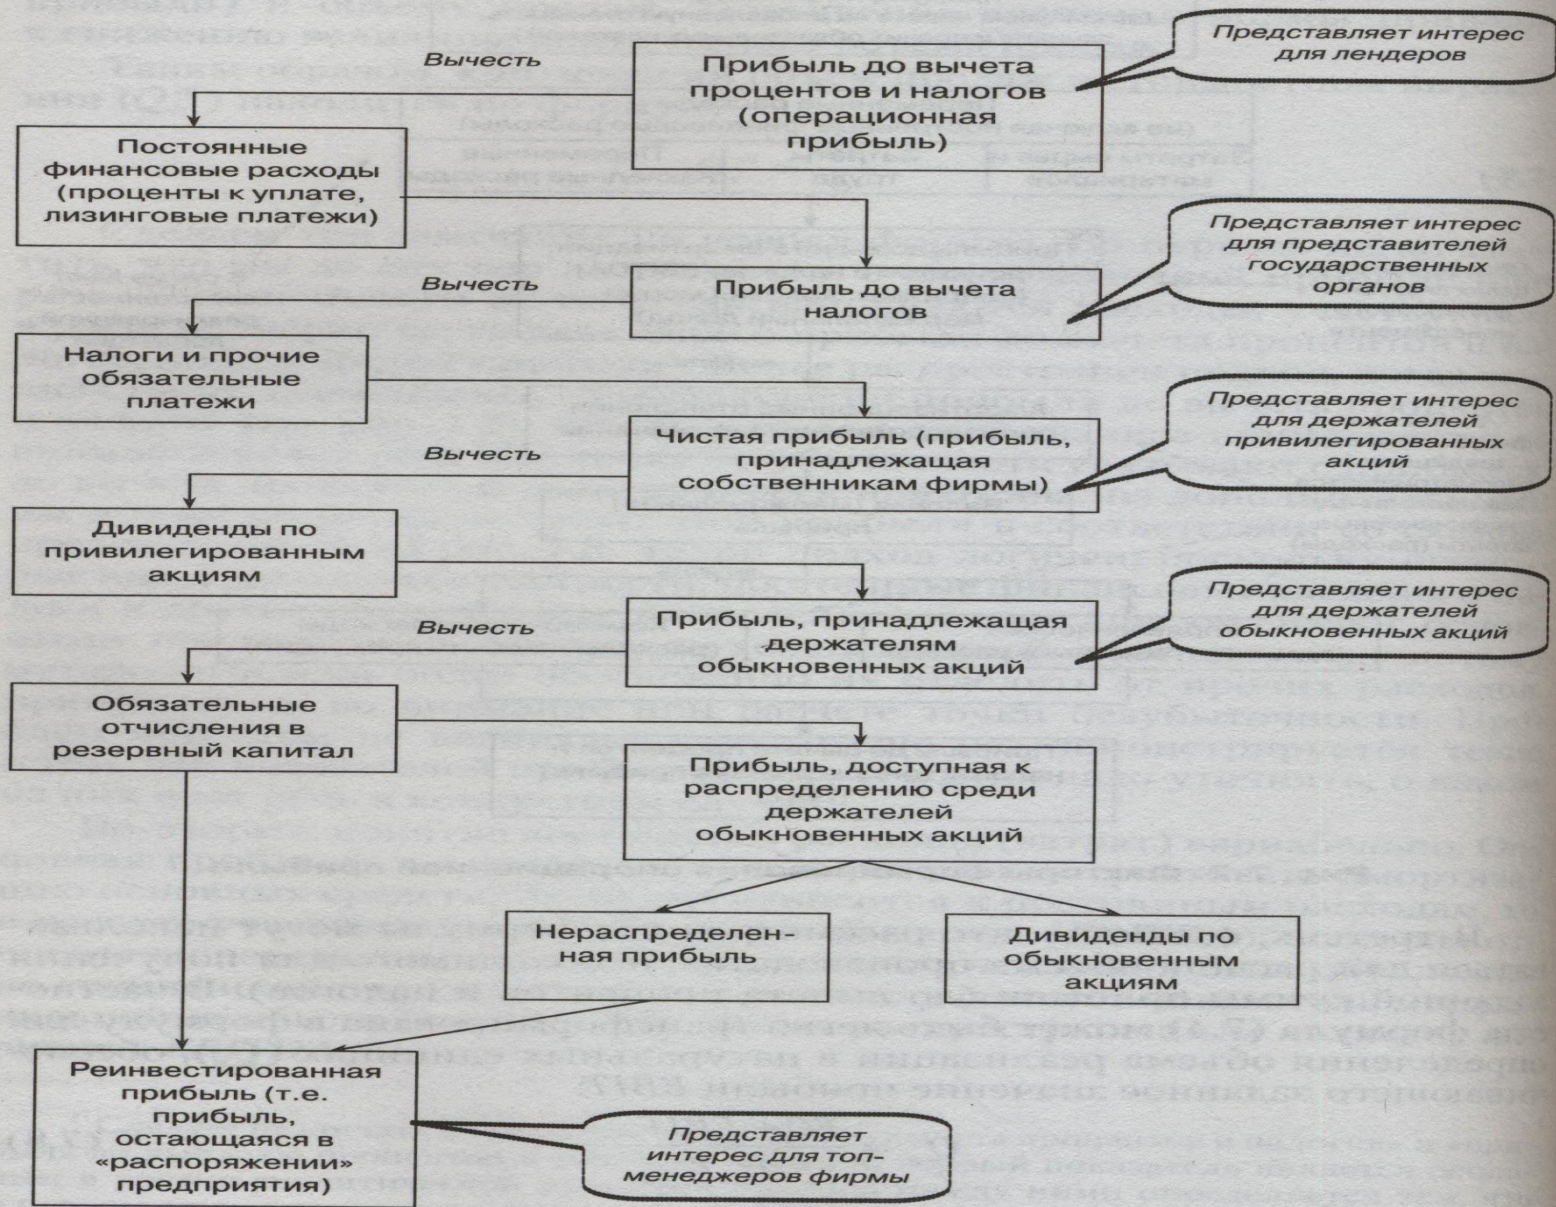 Вычесть
Прибыль до вычета
процентов и налогов
(операционная
прибыль)
Представляет интерес
для лендеров
Постоянные
финансовые расходы
(проценты к уплате,
лизинговые платежи)
Вычесть
Прибыль до вычета
налогов
Представляет интерес
для представителей
государственных
органов
Налоги и прочие
обязательные
платежи
Вычесть
Чистая прибыль (прибыль,
принадлежащая
собственникам фирмы)
Представляет интерес
для держателей
привилегированных
акций
Дивиденды по
привилегированным
акциям
Вычесть
Прибыль, принадлежащая
держателям
обыкновенных акций
Представляет интерес
для держателей
обыкновенных акций
Обязательные
отчисления в
резервный капитал
Прибыль, доступная к
распределению среди
держателей
обыкновенных акций
Нераспределен-
ная прибыль
Дивиденды по
обыкновенным
акциям
Реинвестированная
прибыль (т.е.
прибыль,
остающаяся в
«распоряжении»
предприятия)
Представляет
интерес для топ-
менеджеров фирмы